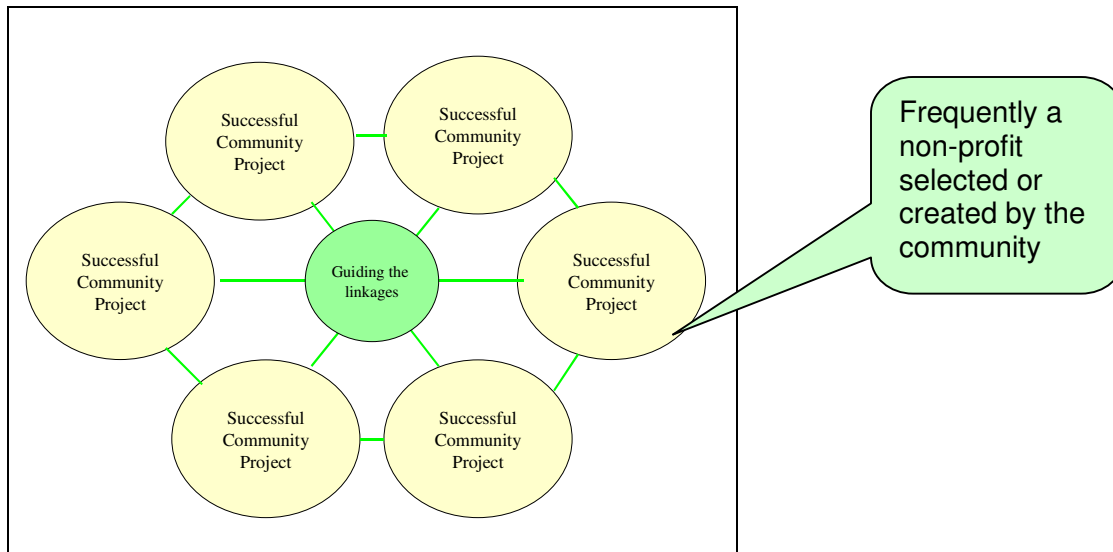 Successful
Community
Project
Successful
Community
Project
Successful
Community
Project
Guiding the
linkages
Successful
Community
Project
Successful
Community
Project
Successful
Community
Project
Frequently a
non-profit
selected or
created by the
community